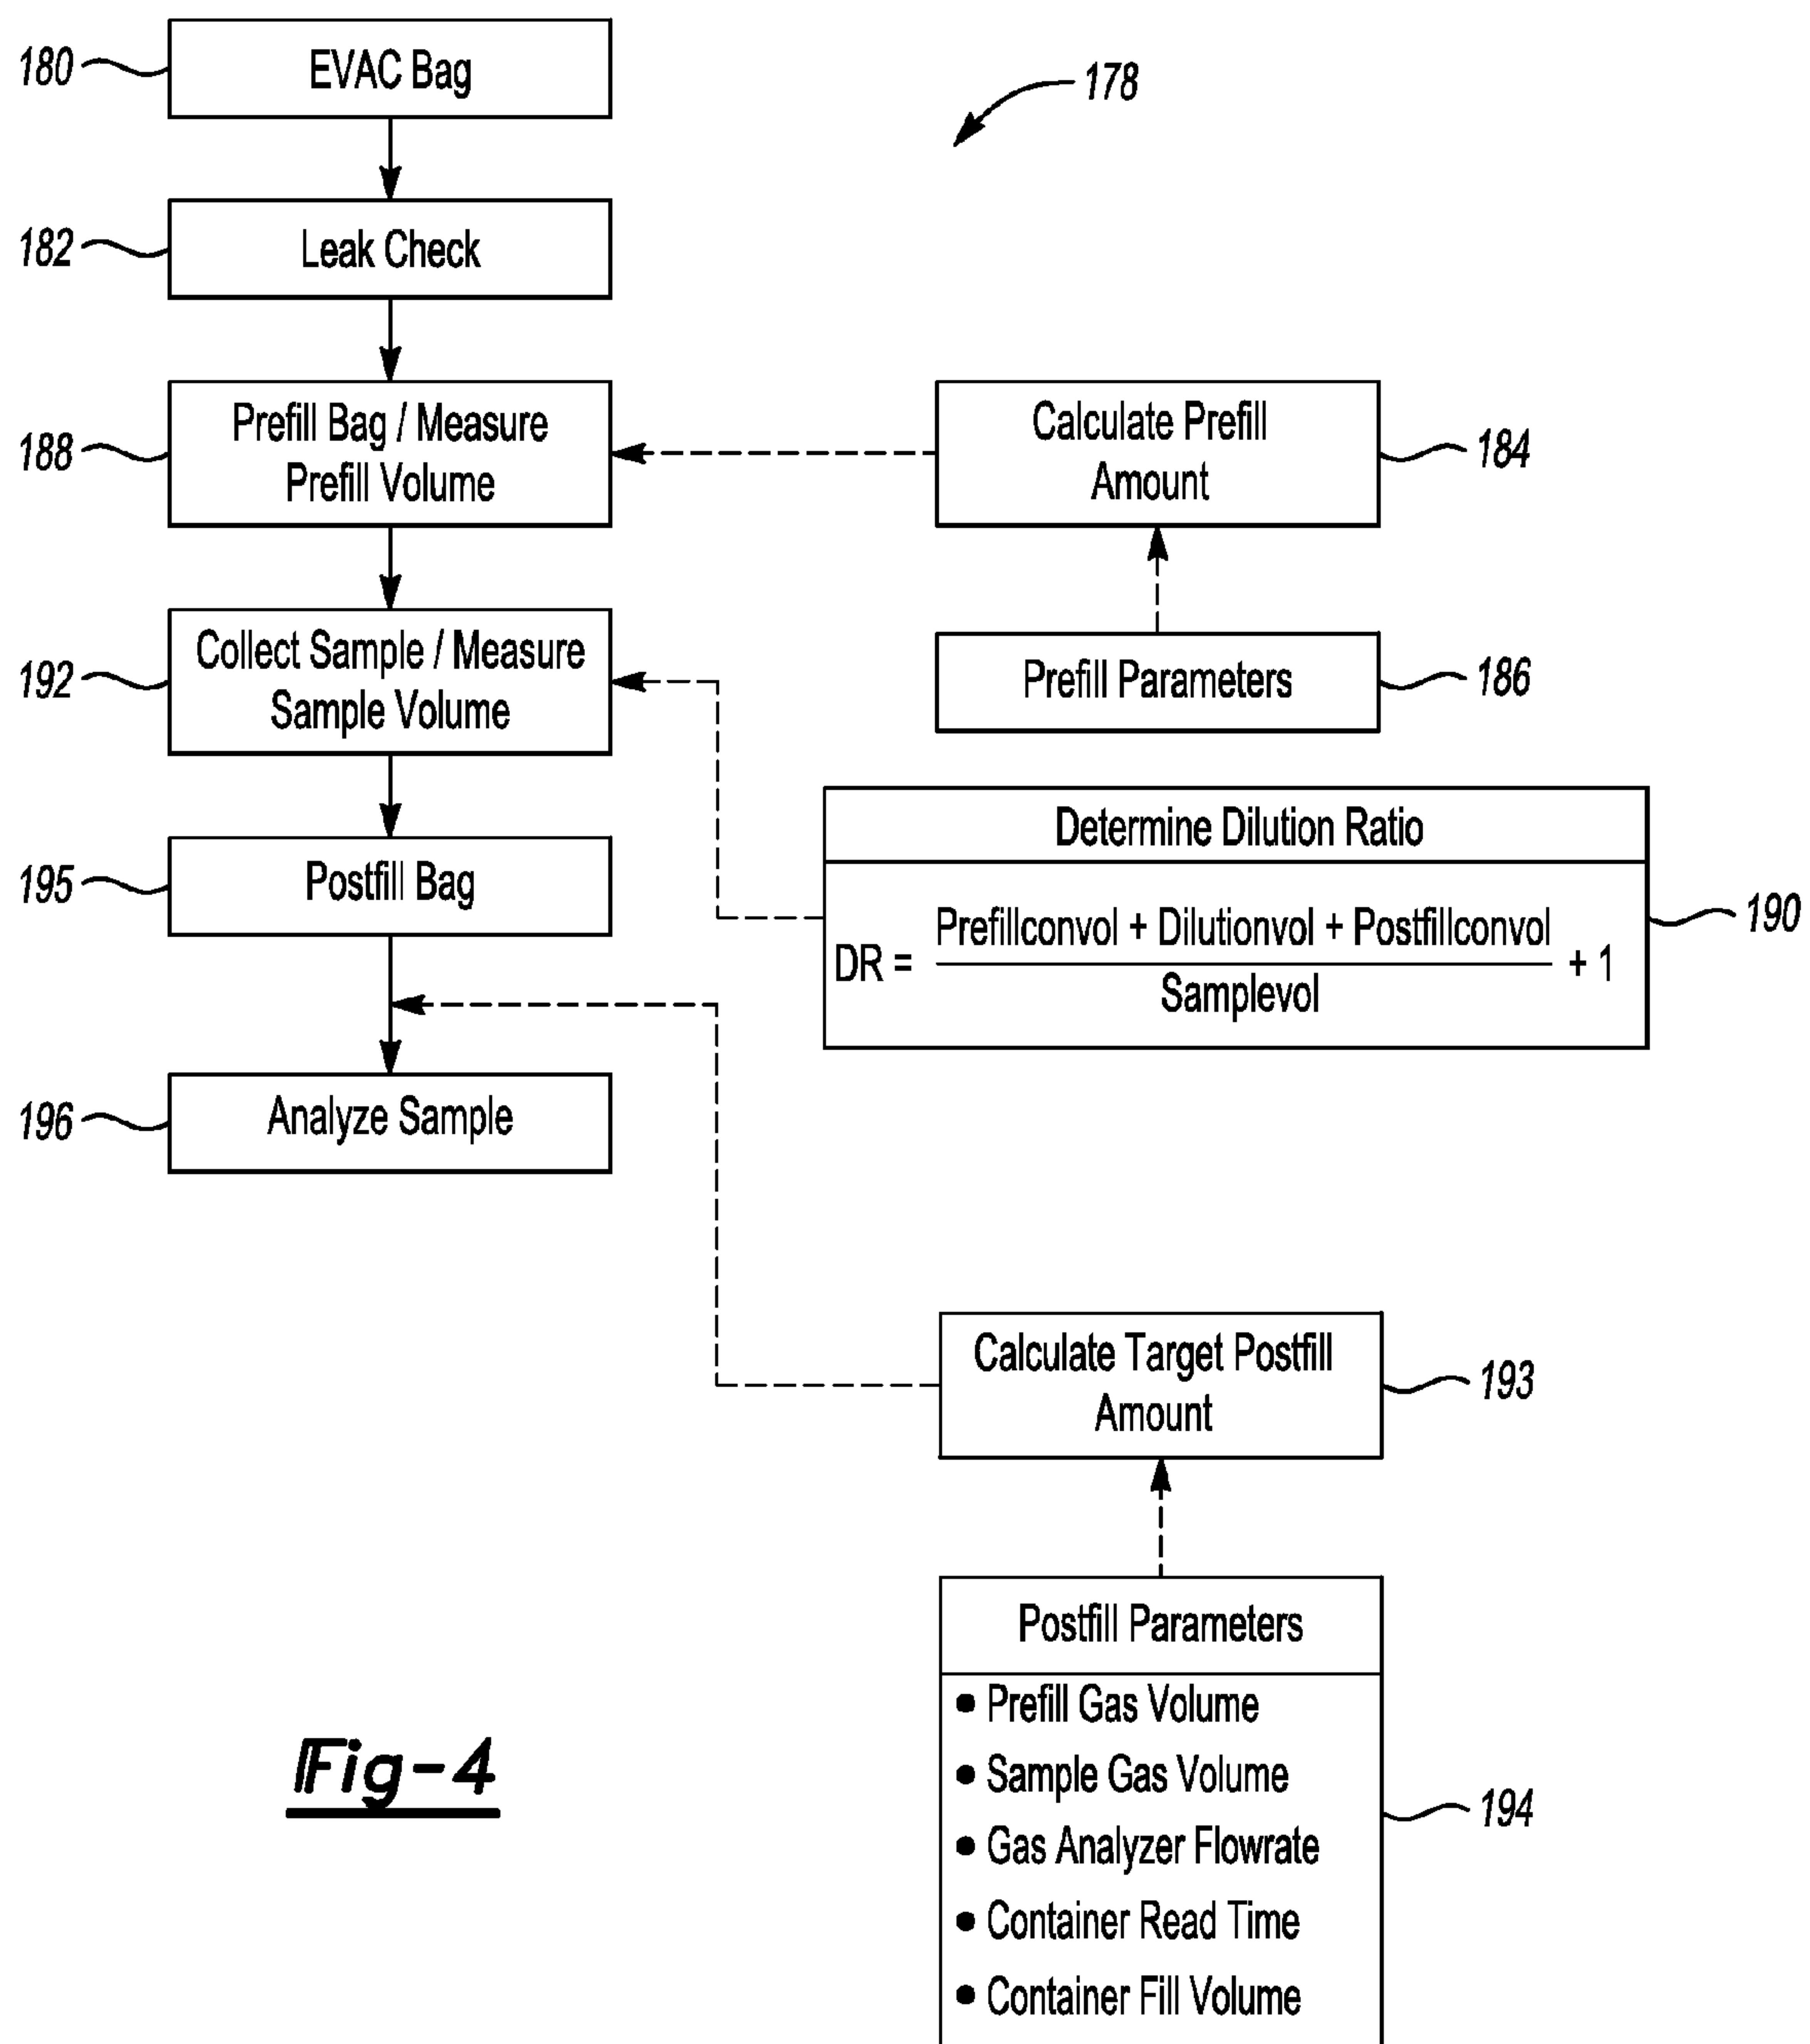 180
EVAC Bag
178
182
Leak Check
188
Prefill Bag / Measure
Prefill Volume
Calculate Prefill
Amount
184
192
Collect Sample / Measure
Sample Volume
Prefill Parameters
186
195
Postfill Bag
Determine Dilution Ratio
DR = Prefillconvol + Dilutionvol + Postfillconvol / Samplevol + 1
190
196
Analyze Sample
Calculate Target Postfill
Amount
193
Postfill Parameters
• Prefill Gas Volume
• Sample Gas Volume
• Gas Analyzer Flowrate
• Container Read Time
• Container Fill Volume
194
Fig-4